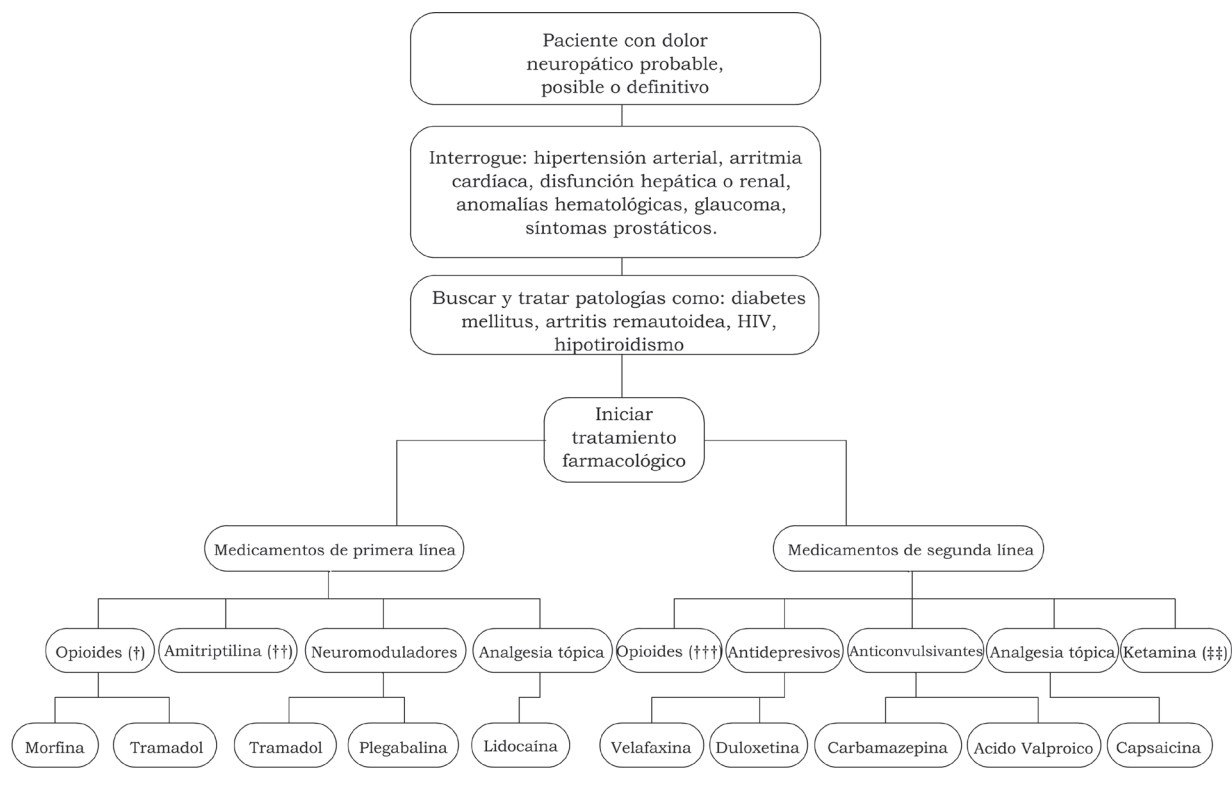 Paciente con dolor
neuropático probable,
posible o definitivo
Interrogue: hipertensión arterial, arritmia
cardíaca, disfunción hepática o renal,
anomalías hematológicas, glaucoma,
síntomas prostáticos.
Buscar y tratar patologías como: diabetes
mellitus, artritis remautoidea, HIV,
hipotiroidismo
Iniciar
tratamiento
farmacológico
Medicamentos de primera línea
Medicamentos de segunda línea
Opioides (†)
Amitriptilina (††)
Neuromoduladores
Analgesia tópica
Opioides (†††)
Antidepresivos
Anticonvulsivantes
Analgesia tópica
Ketamina (‡‡)
Morfina
Tramadol
Tramadol
Plegabalina
Lidocaína
Velafaxina
Duloxetina
Carbamazepina
Acido Valproico
Capsaicina